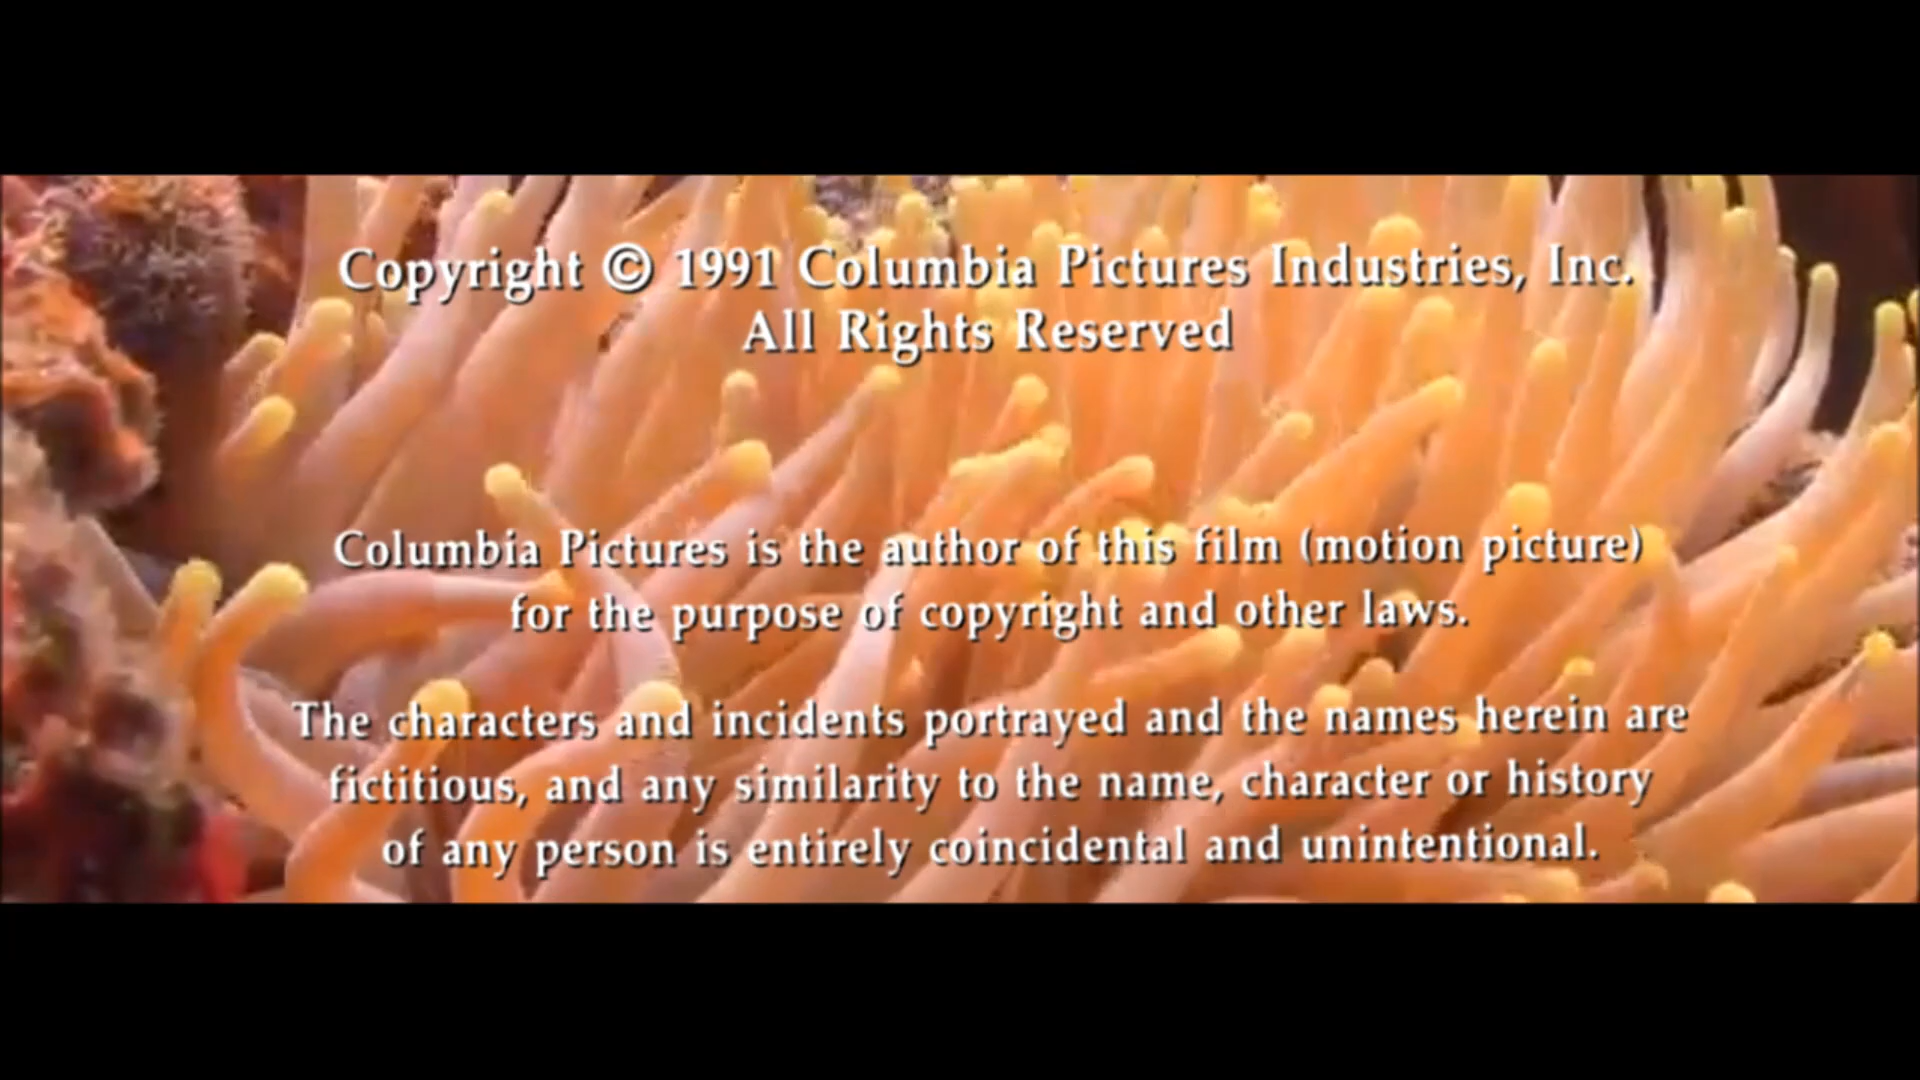 Copyright © 1991 Columbia Pictures Industries, Inc.
All Rights Reserved
Columbia Pictures is the author of this film (motion picture)
for the purpose of copyright and other laws.
The characters and incidents portrayed and the names herein are
fictitious, and any similarity to the name, character or history
of any person is entirely coincidental and unintentional.